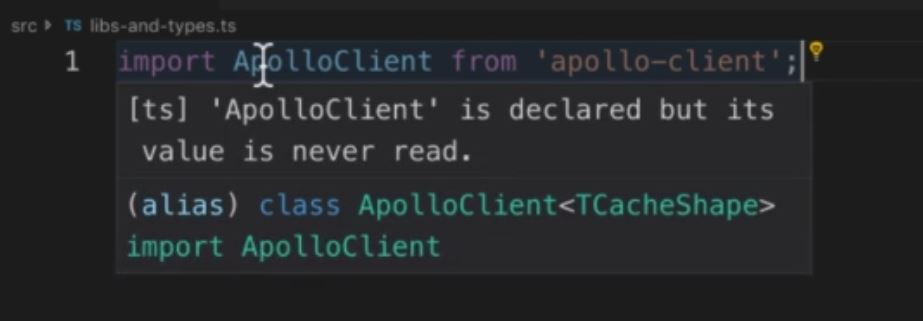 src TS libs-and-types.ts
1 import ApolloClient from 'apollo-client';
[ts] 'ApolloClient' is declared but its
value is never read.
(alias) class ApolloClient<TCacheShape>
import ApolloClient